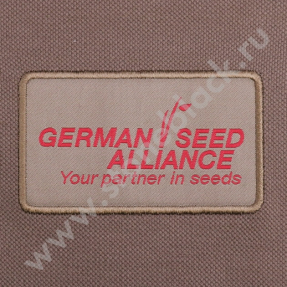 GERMAN SEED
ALLIANCE
Your partner in seeds